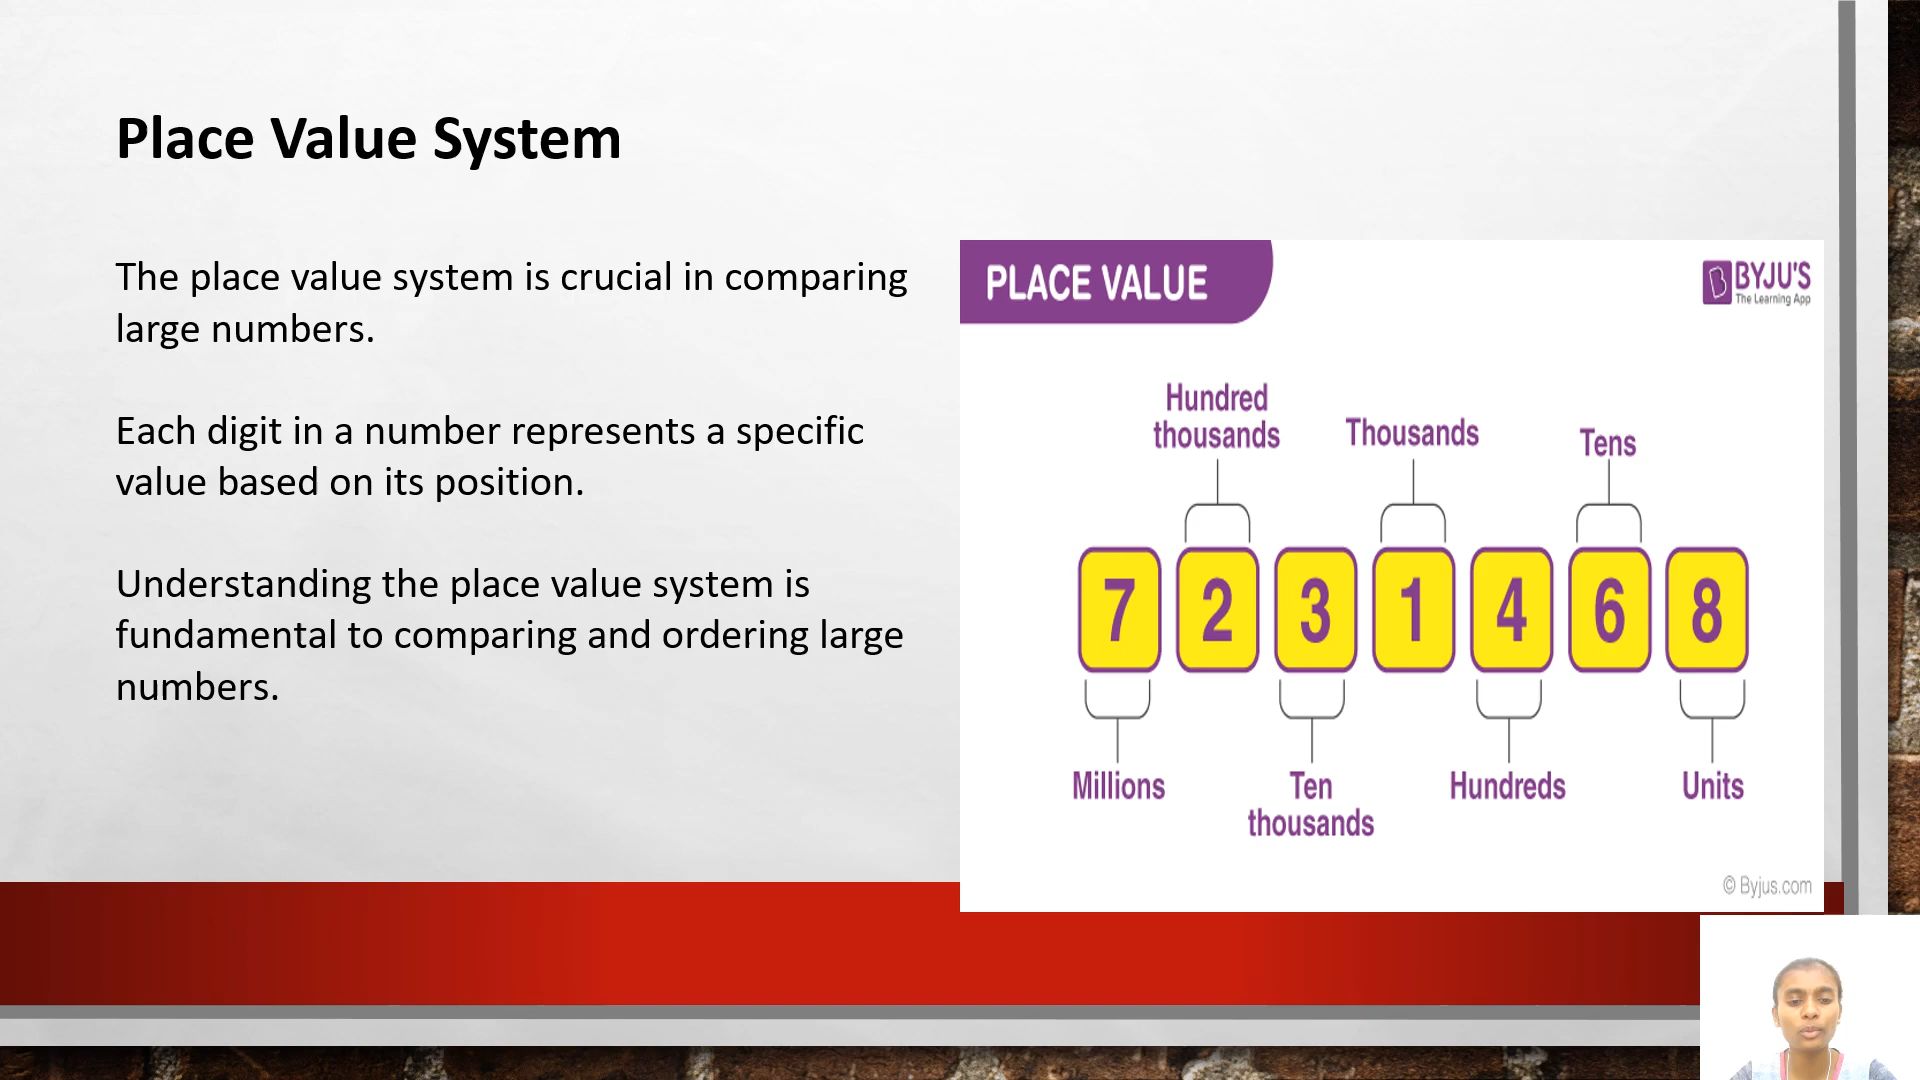 Place Value System
The place value system is crucial in comparing
large numbers.
Each digit in a number represents a specific
value based on its position.
Understanding the place value system is
fundamental to comparing and ordering large
numbers.
PLACE VALUE
BYJU'S
The Learning App
Hundred
thousands
Thousands
Tens
7 2 3 1 4 6 8
Millions
Ten
thousands
Hundreds
Units
© Byjus.com